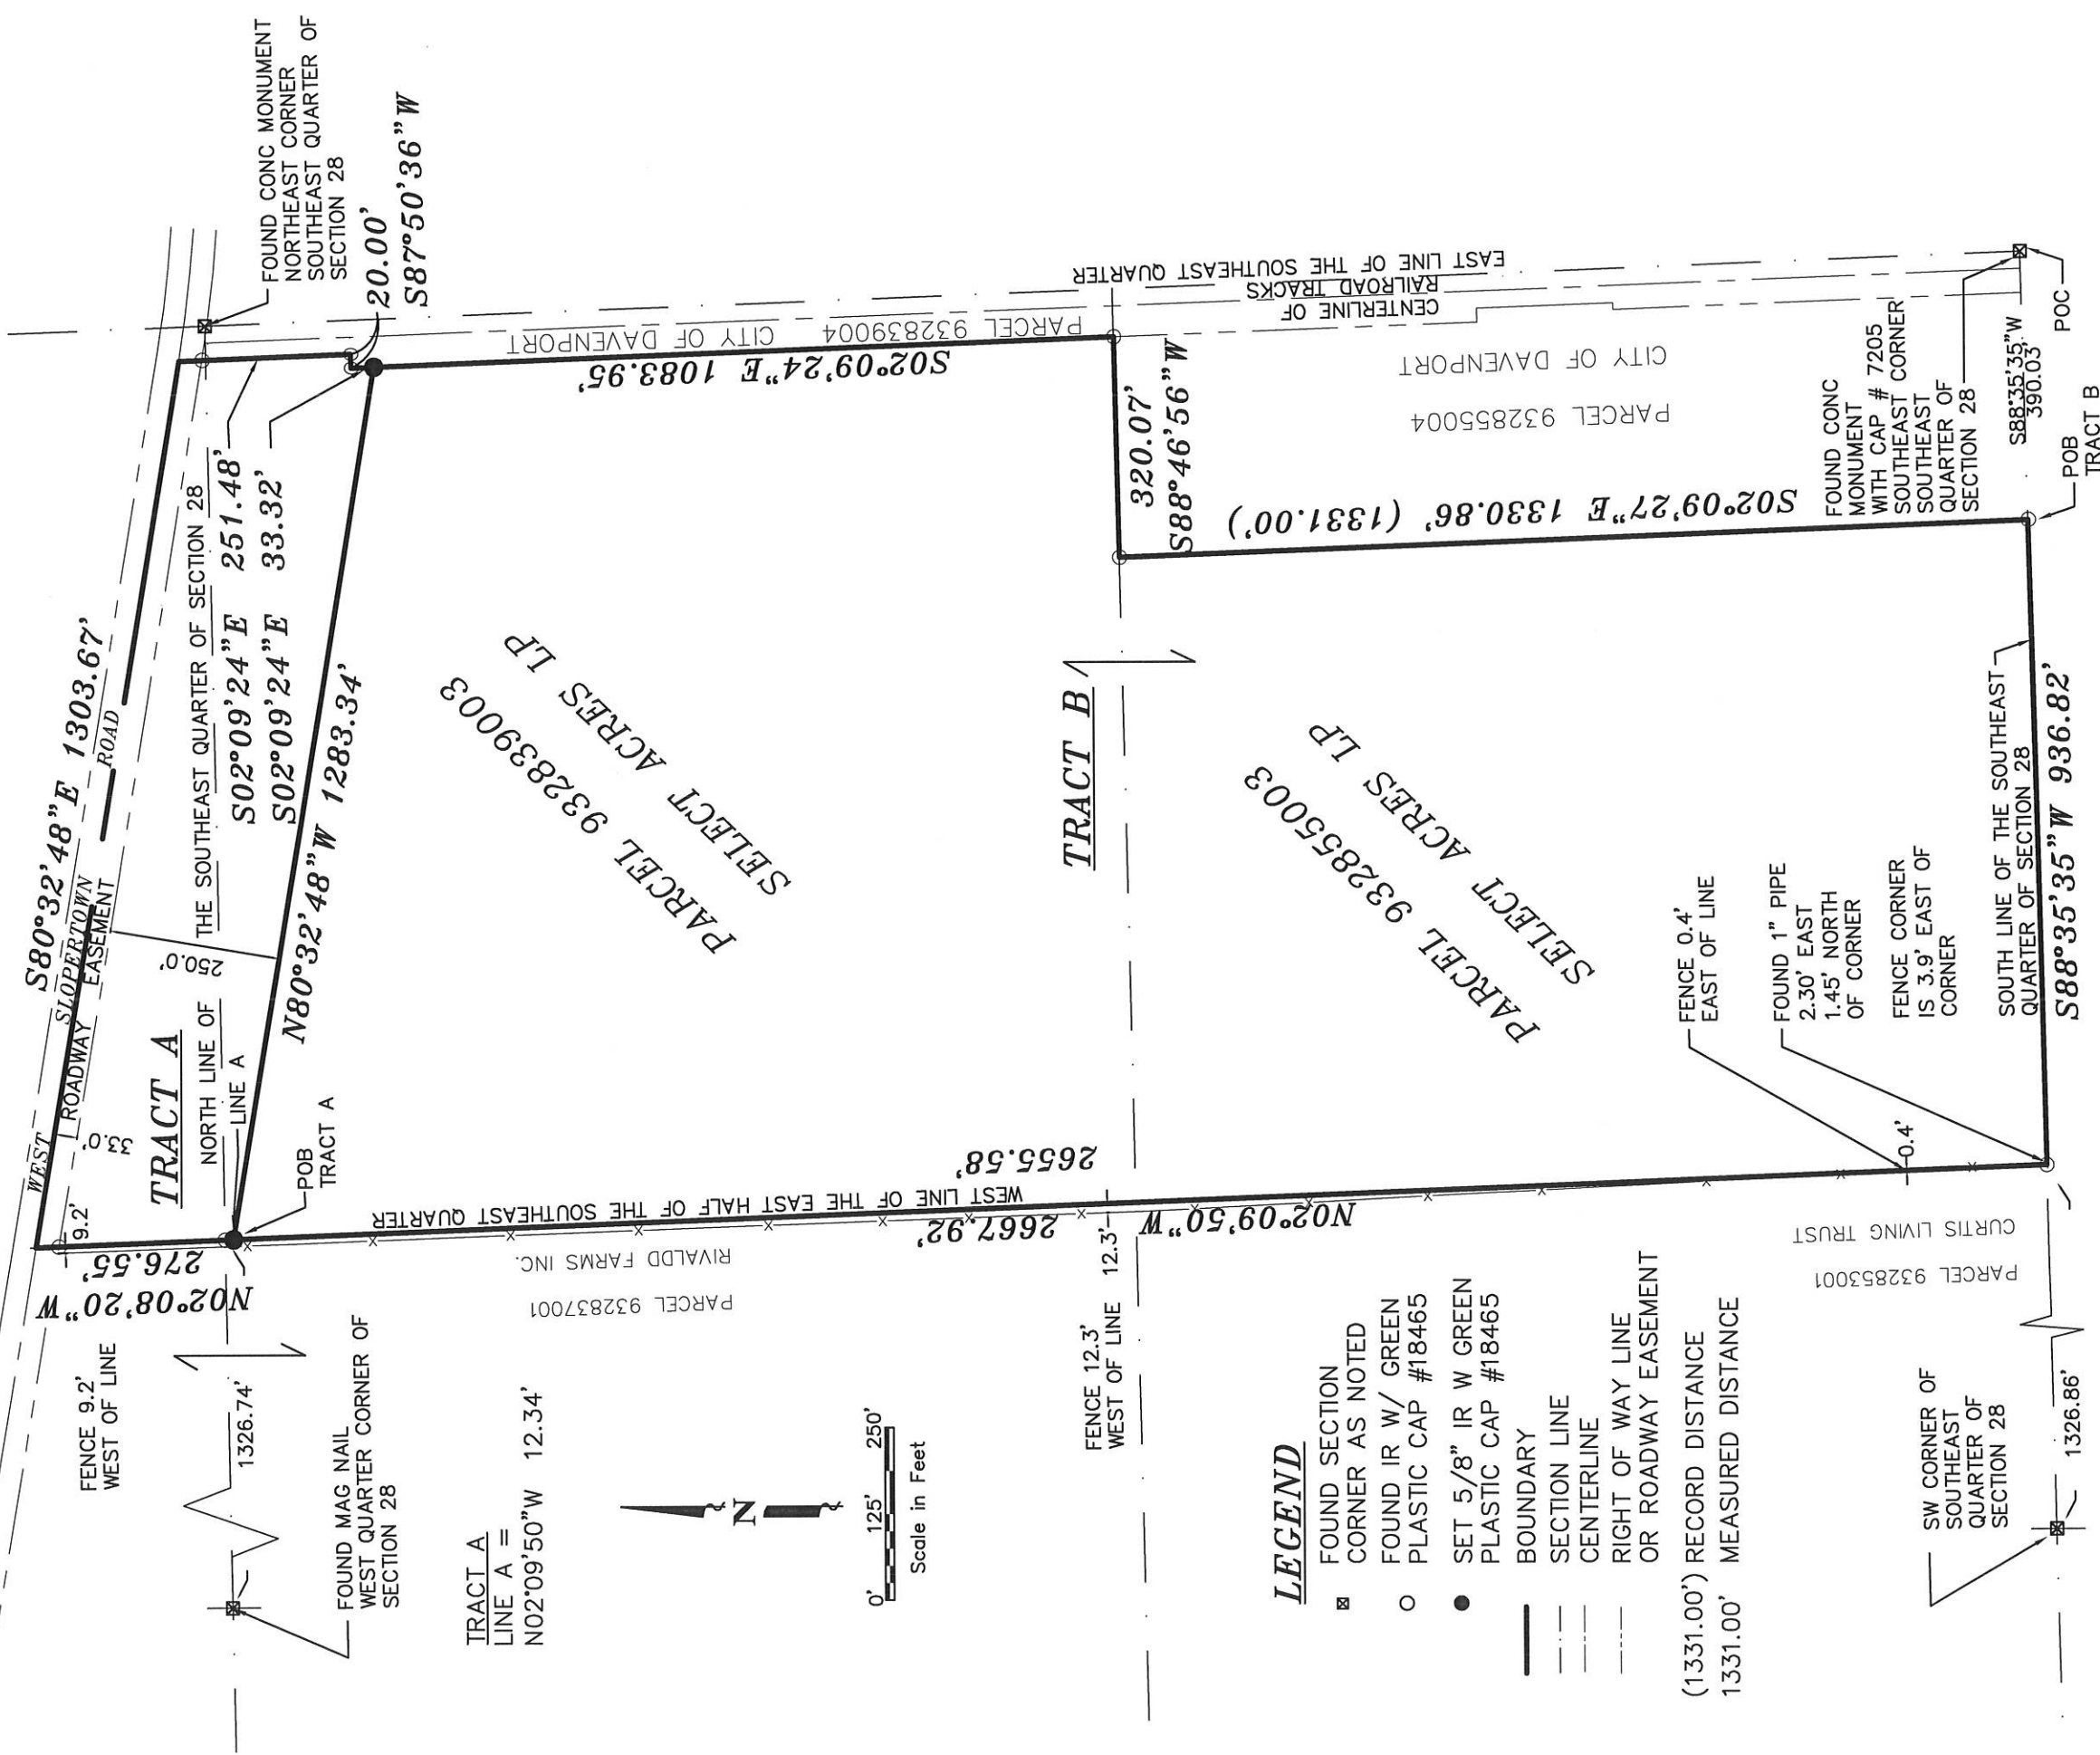 FOUND CONC MONUMENT
NORTHEAST CORNER
SOUTHEAST QUARTER OF
SECTION 28
20.00'
S87°50'36"W
S80°32'48"E 1303.67'
WEST
SLOPERTOWN
ROAD
ROADWAY EASEMENT
33.0'
9.2'
250.0'
TRACT A
NORTH LINE OF
THE SOUTHEAST QUARTER OF SECTION 28
LINE A
S02°09'24"E 251.48'
S02°09'24"E 33.32'
N80°32'48"W 1283.34'
POB
TRACT A
276.55'
N02°08'20"W
FENCE 9.2'
WEST OF LINE
1326.74'
FOUND MAG NAIL
WEST QUARTER CORNER OF
SECTION 28
TRACT A
LINE A =
N02°09'50"W 12.34'
N
0' 125' 250'
Scale in Feet
PARCEL 932839003
SELECT ACRES LP
S02°09'24"E 1083.95'
PARCEL 932839004 CITY OF DAVENPORT
EAST LINE OF THE SOUTHEAST QUARTER
CENTERLINE OF
RAILROAD TRACKS
320.07'
S88°46'56"W
CITY OF DAVENPORT
PARCEL 932855004
S02°09'27"E 1330.86' (1331.00')
TRACT B
PARCEL 932855003
SELECT ACRES LP
WEST LINE OF THE EAST HALF OF THE SOUTHEAST QUARTER
2655.58'
2667.92'
N02°09'50"W
RIVALDD FARMS INC.
PARCEL 932837001
12.3'
FENCE 12.3'
WEST OF LINE
FENCE 0.4'
EAST OF LINE
0.4'
FOUND 1" PIPE
2.30' EAST
1.45' NORTH
OF CORNER
FENCE CORNER
IS 3.9' EAST OF
CORNER
SOUTH LINE OF THE SOUTHEAST
QUARTER OF SECTION 28
S88°35'35"W 936.82'
FOUND CONC
MONUMENT
WITH CAP # 7205
SOUTHEAST CORNER
SOUTHEAST
QUARTER OF
SECTION 28
S88°35'35"W
390.03'
POC
POB
TRACT B
CURTIS LIVING TRUST
PARCEL 932853001
SW CORNER OF
SOUTHEAST
QUARTER OF
SECTION 28
1326.86'
LEGEND
FOUND SECTION
CORNER AS NOTED
FOUND IR W/ GREEN
PLASTIC CAP #18465
SET 5/8" IR W GREEN
PLASTIC CAP #18465
BOUNDARY
SECTION LINE
CENTERLINE
RIGHT OF WAY LINE
OR ROADWAY EASEMENT
(1331.00') RECORD DISTANCE
1331.00' MEASURED DISTANCE